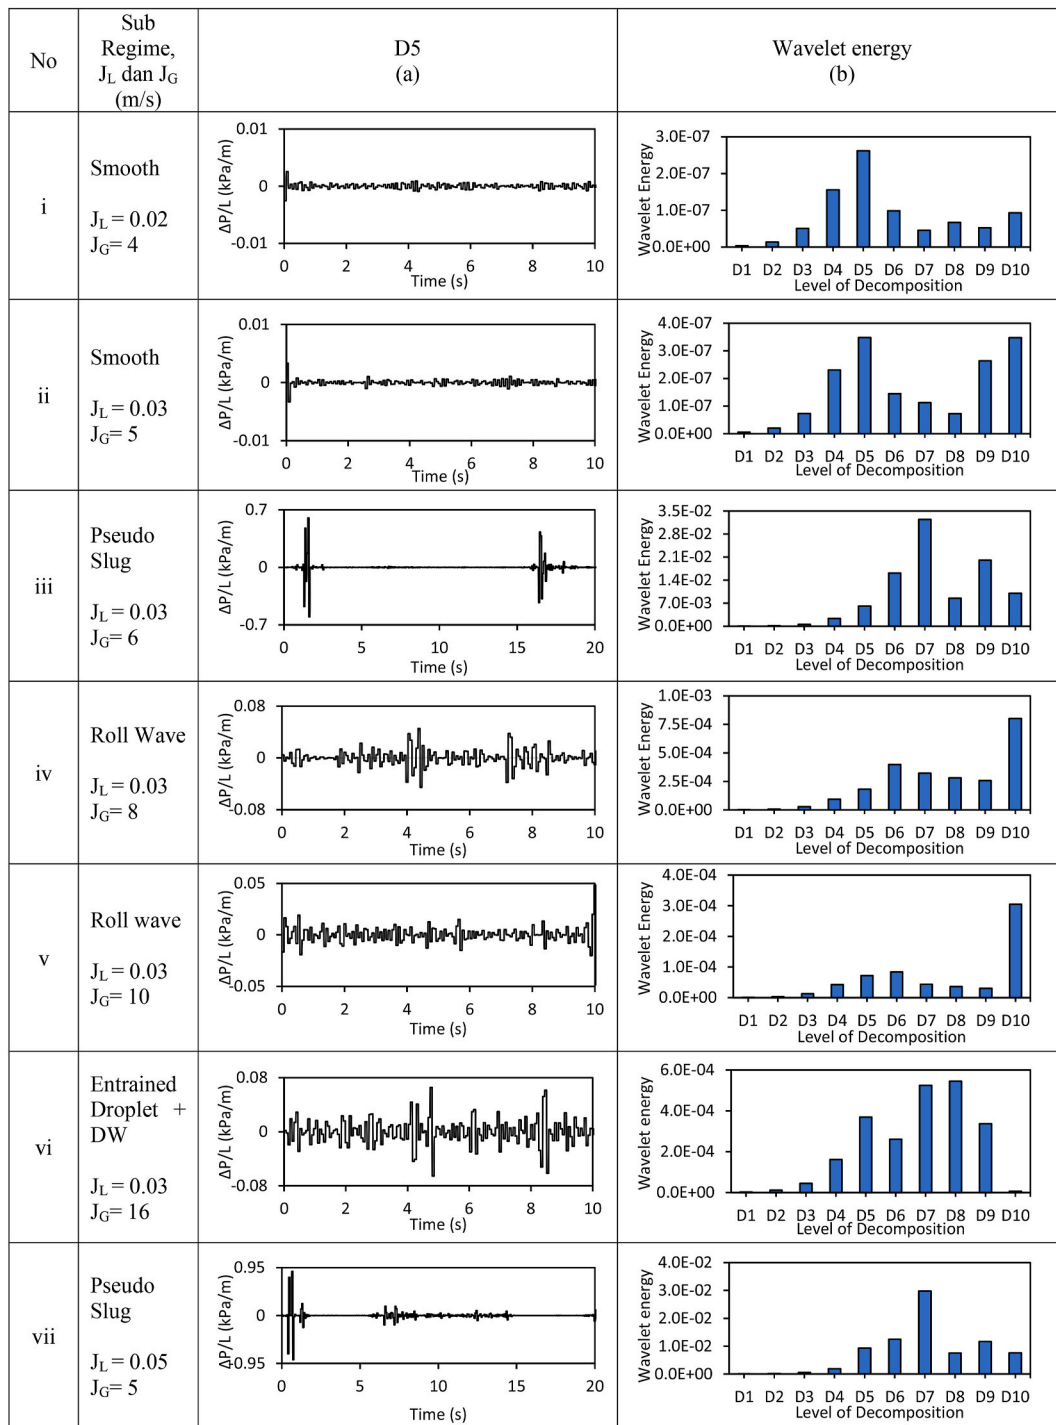 No
Sub
Regime,
J_L dan J_G
(m/s)
D5
(a)
Wavelet energy
(b)
i
Smooth
J_L = 0.02
J_G= 4
ΔP/L (kPa/m)
0.01
0
-0.01
0 2 4 6 8 10
Time (s)
Wavelet Energy
3.0E-07
2.0E-07
1.0E-07
0.0E+00
D1 D2 D3 D4 D5 D6 D7 D8 D9 D10
Level of Decomposition
ii
Smooth
J_L = 0.03
J_G= 5
ΔP/L (kPa/m)
0.01
0
-0.01
0 2 4 6 8 10
Time (s)
Wavelet Energy
4.0E-07
3.0E-07
2.0E-07
1.0E-07
0.0E+00
D1 D2 D3 D4 D5 D6 D7 D8 D9 D10
Level of Decomposition
iii
Pseudo
Slug
J_L = 0.03
J_G= 6
ΔP/L (kPa/m)
0.7
0
-0.7
0 5 10 15 20
Time (s)
Wavelet Energy
3.5E-02
2.8E-02
2.1E-02
1.4E-02
7.0E-03
0.0E+00
D1 D2 D3 D4 D5 D6 D7 D8 D9 D10
Level of Decomposition
iv
Roll Wave
J_L = 0.03
J_G= 8
ΔP/L (kPa/m)
0.08
0
-0.08
0 2 4 6 8 10
Time (s)
Wavelet Energy
1.0E-03
7.5E-04
5.0E-04
2.5E-04
0.0E+00
D1 D2 D3 D4 D5 D6 D7 D8 D9 D10
Level of Decomposition
v
Roll wave
J_L = 0.03
J_G= 10
ΔP/L (kPa/m)
0.05
0
-0.05
0 2 4 6 8 10
Time (s)
Wavelet Energy
4.0E-04
3.0E-04
2.0E-04
1.0E-04
0.0E+00
D1 D2 D3 D4 D5 D6 D7 D8 D9 D10
Level of Decomposition
vi
Entrained
Droplet +
DW
J_L = 0.03
J_G= 16
ΔP/L (kPa/m)
0.08
0
-0.08
0 2 4 6 8 10
Time (s)
Wavelet energy
6.0E-04
4.0E-04
2.0E-04
0.0E+00
D1 D2 D3 D4 D5 D6 D7 D8 D9 D10
Level of Decomposition
vii
Pseudo
Slug
J_L = 0.05
J_G= 5
ΔP/L (kPa/m)
0.95
0
-0.95
0 5 10 15 20
Time (s)
Wavelet energy
4.0E-02
3.0E-02
2.0E-02
1.0E-02
0.0E+00
D1 D2 D3 D4 D5 D6 D7 D8 D9 D10
Level of Decomposition